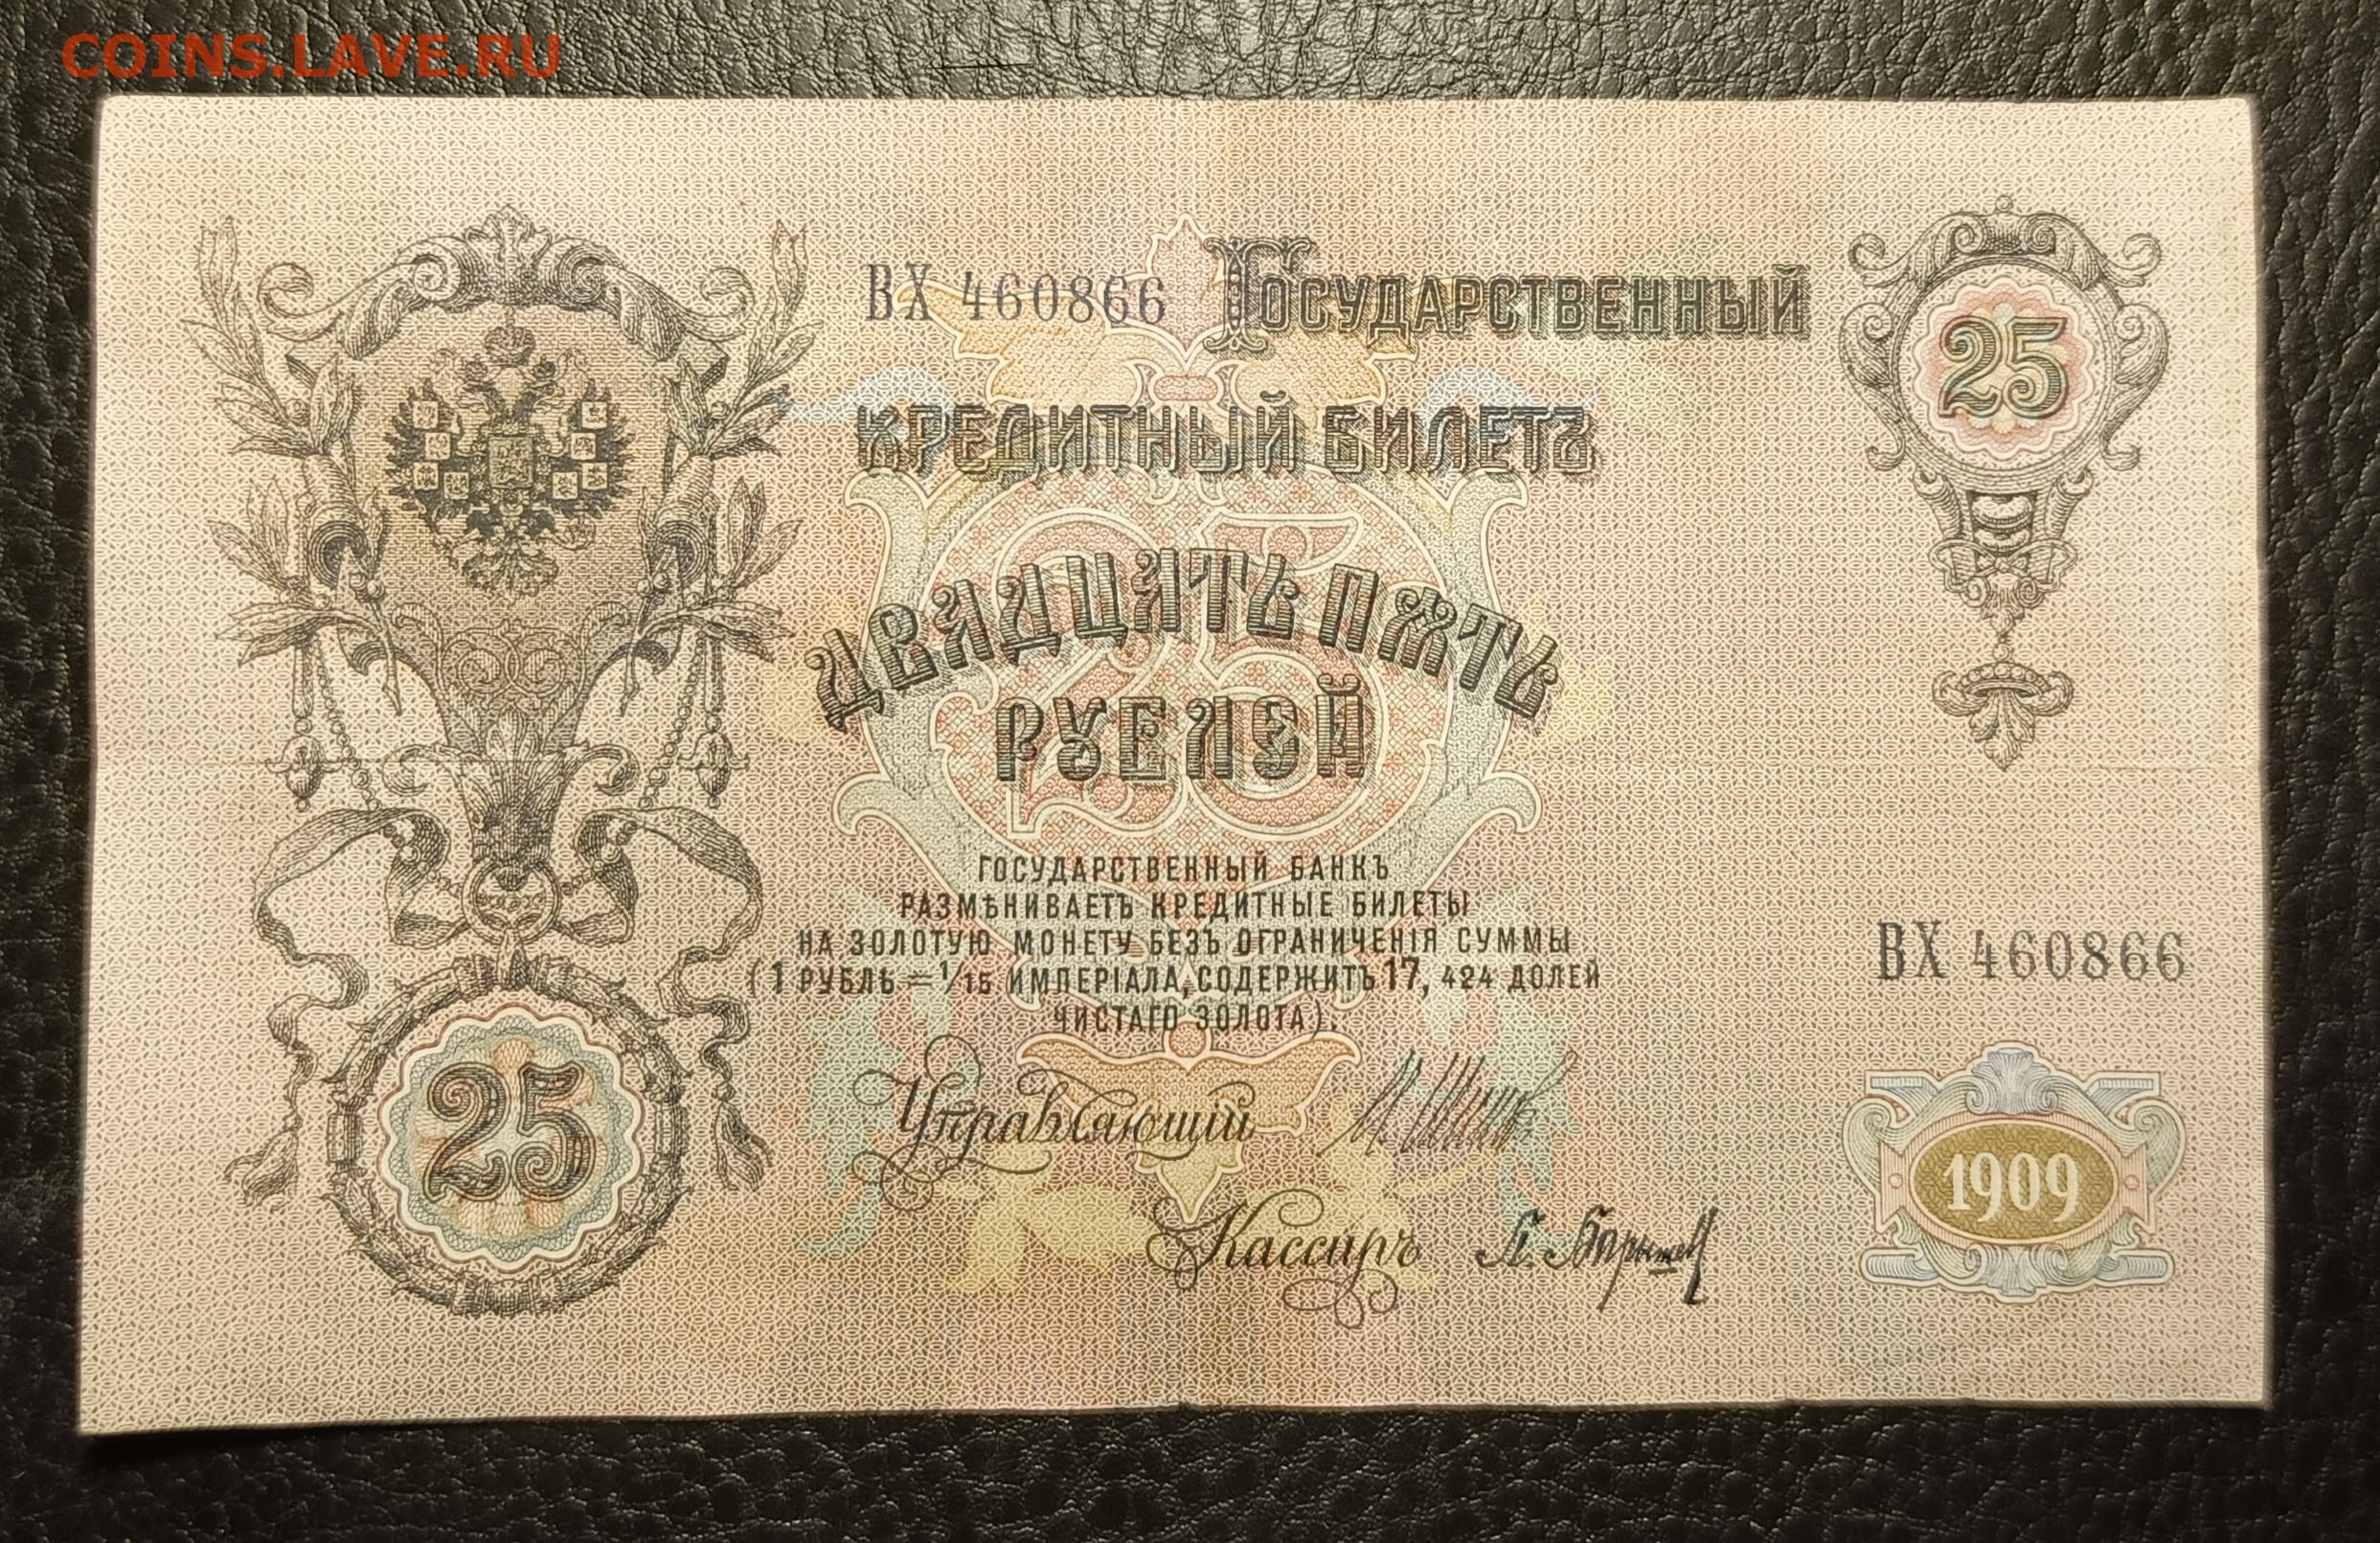 COINS.LAVE.RU
ВХ 460866 ГОСУДАРСТВЕННЫЙ
25
КРЕДИТНЫЙ БИЛЕТЪ
25
ДВАДЦАТЬ ПѦТЬ
РУБЛЕЙ
ГОСУДАРСТВЕННЫЙ БАНКЪ
РАЗМѢНИВАЕТЪ КРЕДИТНЫЕ БИЛЕТЫ
НА ЗОЛОТУЮ МОНЕТУ БЕЗЪ ОГРАНИЧЕНІЯ СУММЫ
(1 РУБЛЬ = 1/15 ИМПЕРІАЛА, СОДЕРЖИТЪ 17, 424 ДОЛЕЙ
ЧИСТАГО ЗОЛОТА).
ВХ 460866
25
Управляющій
1909
Кассиръ